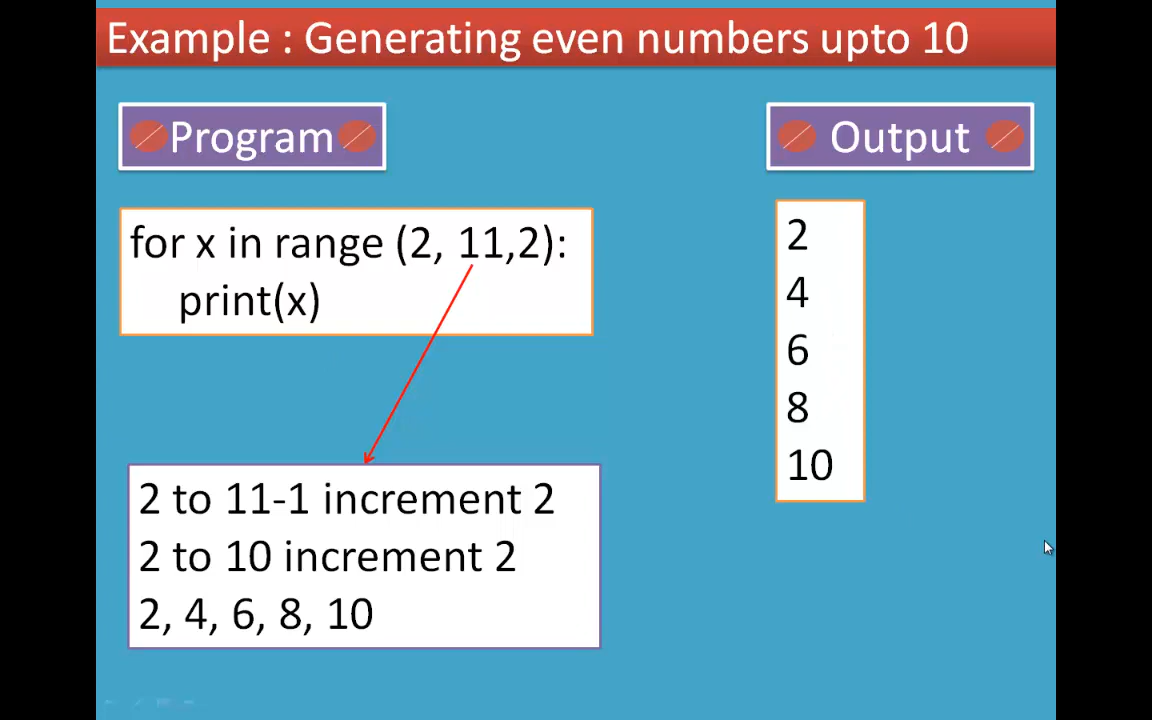 Example : Generating even numbers upto 10
Program
Output
for x in range (2, 11,2):
print(x)
2 to 11-1 increment 2
2 to 10 increment 2
2, 4, 6, 8, 10
2
4
6
8
10